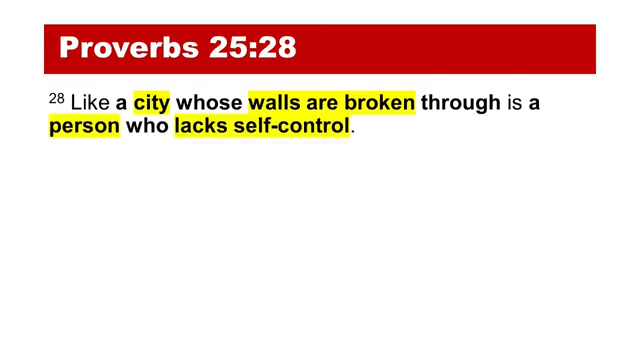 Proverbs 25:28
28 Like a city whose walls are broken through is a
person who lacks self-control.